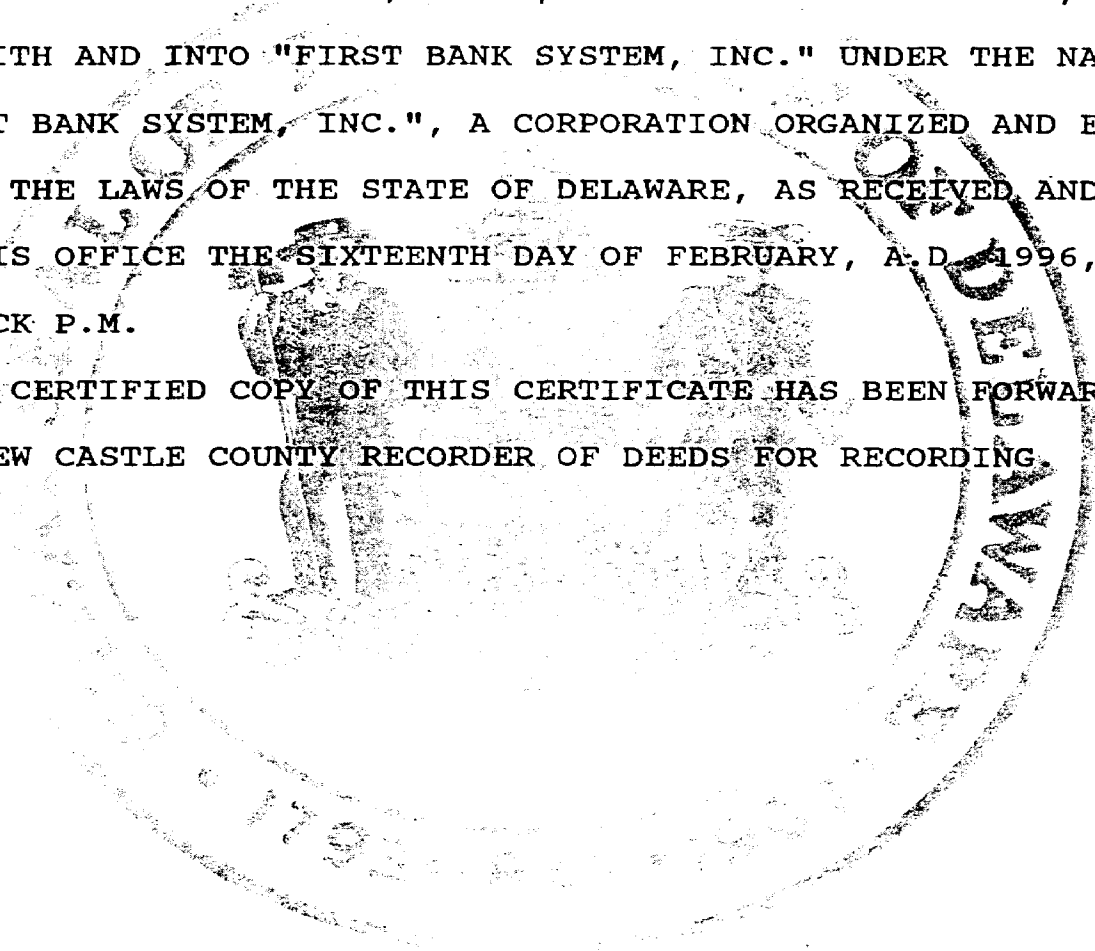 ITH AND INTO "FIRST BANK SYSTEM, INC." UNDER THE NA
T BANK SYSTEM, INC.", A CORPORATION ORGANIZED AND E
THE LAWS OF THE STATE OF DELAWARE, AS RECEIVED AND
IS OFFICE THE SIXTEENTH DAY OF FEBRUARY, A.D. 1996,
CK P.M.
CERTIFIED COPY OF THIS CERTIFICATE HAS BEEN FORWAR
EW CASTLE COUNTY RECORDER OF DEEDS FOR RECORDING.
OF DELAWARE